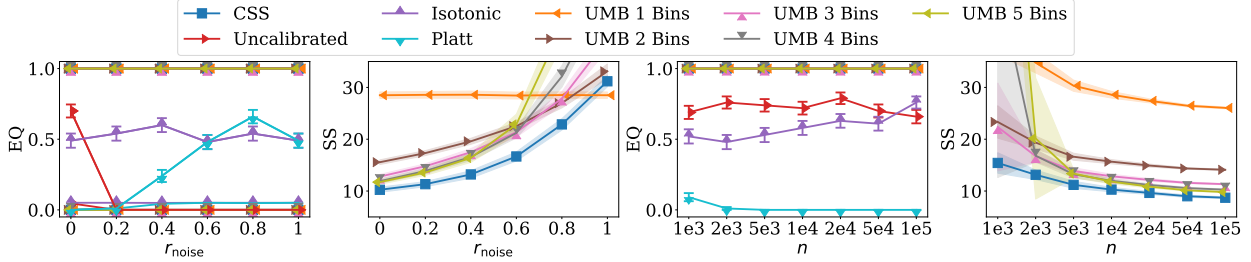 CSS Isotonic UMB 1 Bins UMB 3 Bins UMB 5 Bins
Uncalibrated Platt UMB 2 Bins UMB 4 Bins
EQ
1.0
0.5
0.0
0 0.2 0.4 0.6 0.8 1
r_noise
SS
30
20
10
0 0.2 0.4 0.6 0.8 1
r_noise
EQ
1.0
0.5
0.0
1e3 2e3 5e3 1e4 2e4 5e4 1e5
n
SS
30
20
10
1e3 2e3 5e3 1e4 2e4 5e4 1e5
n